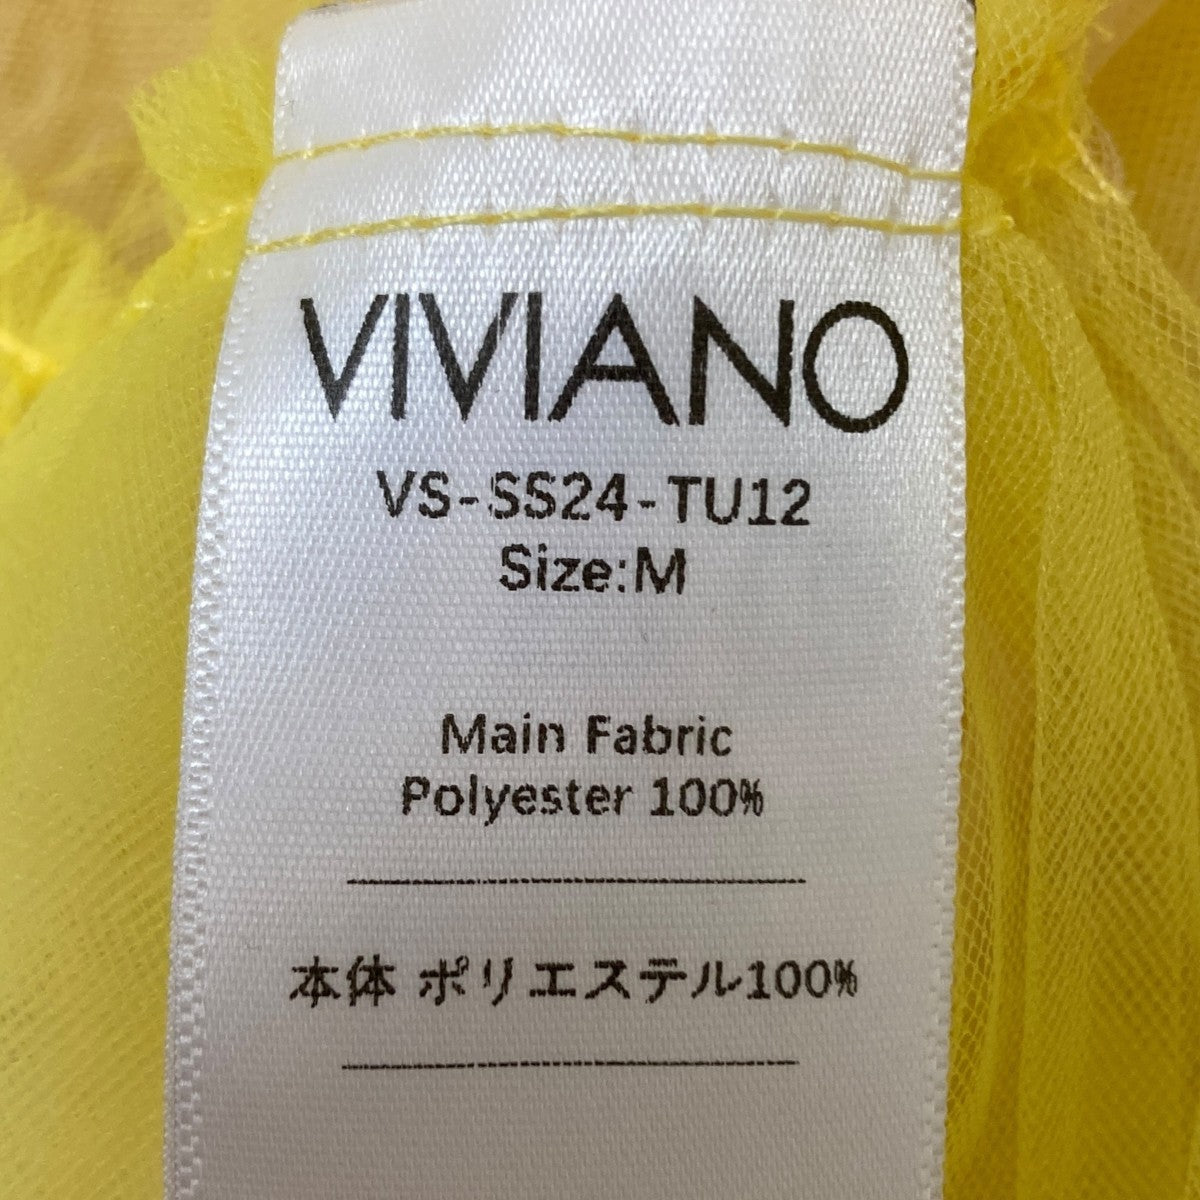 VIVIANO
VS-SS24-TU12
Size:M
Main Fabric
Polyester 100%
本体 ポリエステル100%